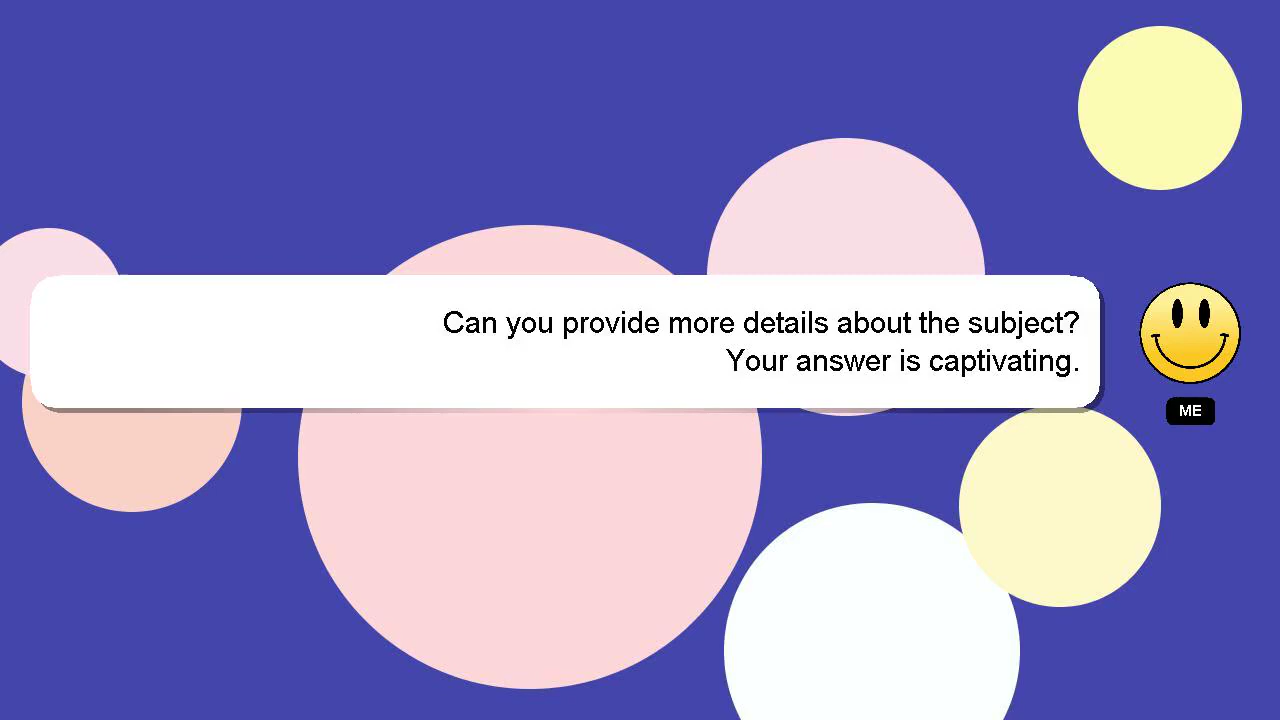 Can you provide more details about the subject?
Your answer is captivating.
ME